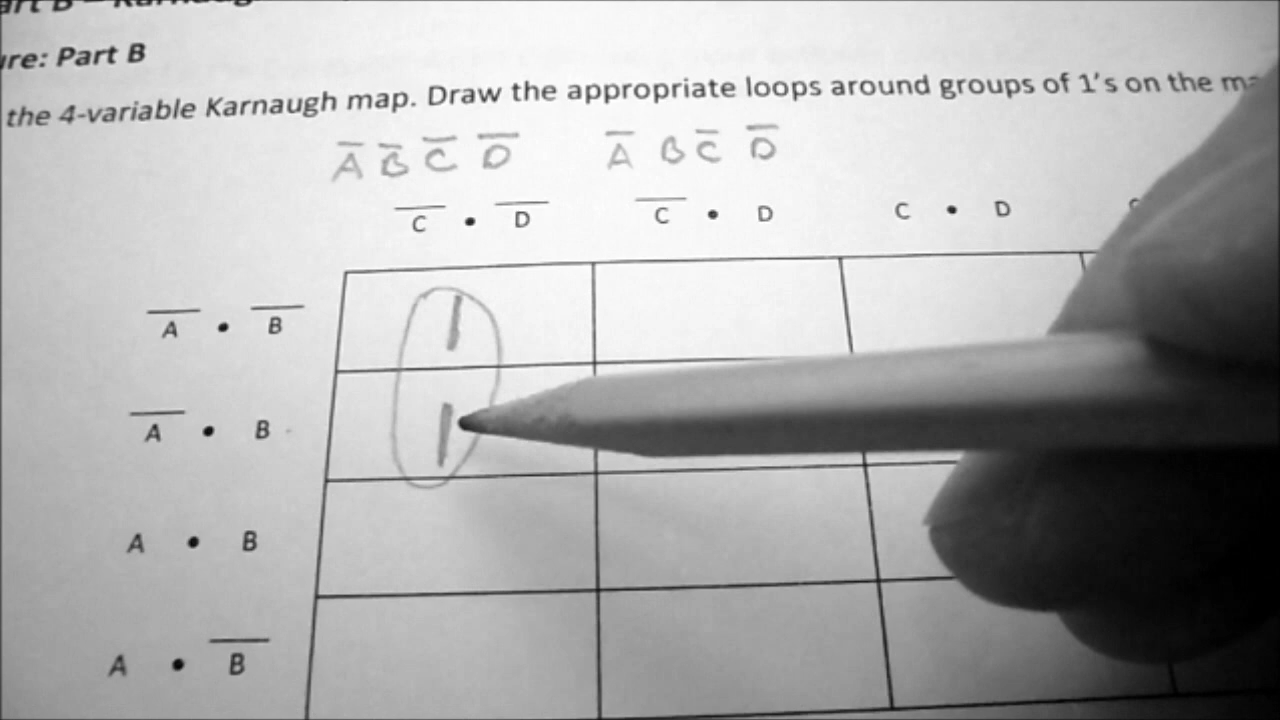 ure: Part B
the 4-variable Karnaugh map. Draw the appropriate loops around groups of 1's on the
A̅ B̅ C̅ D̅ A̅ B C̅ D̅
C̅ • D̅ C̅ • D C • D
A̅ • B̅ 1
A̅ • B 1
A • B
A • B̅